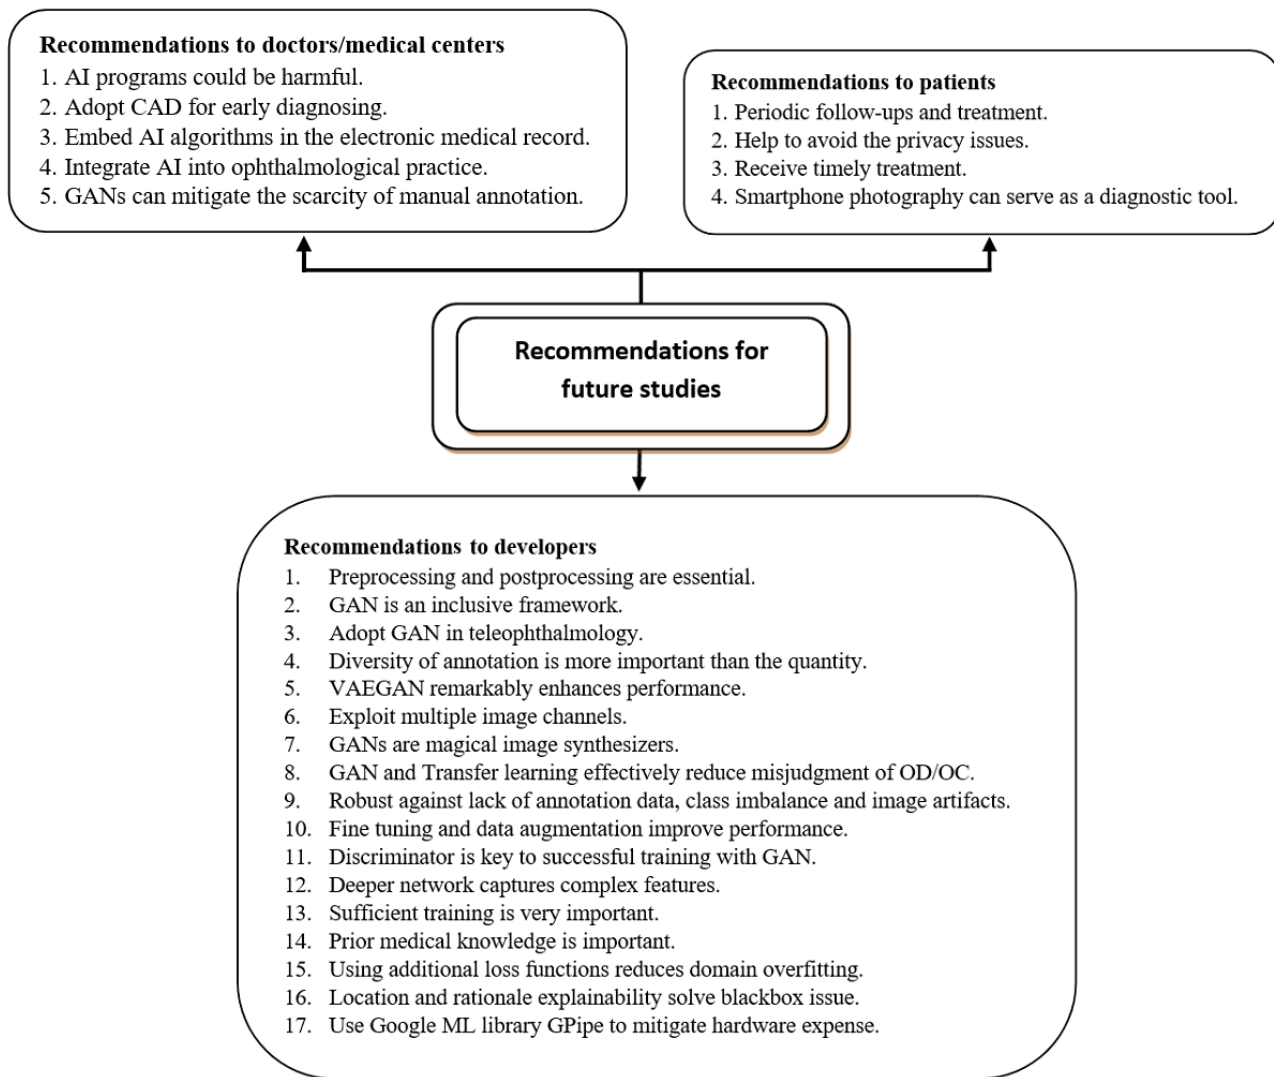 Recommendations to doctors/medical centers
1. AI programs could be harmful.
2. Adopt CAD for early diagnosing.
3. Embed AI algorithms in the electronic medical record.
4. Integrate AI into ophthalmological practice.
5. GANs can mitigate the scarcity of manual annotation.
Recommendations to patients
1. Periodic follow-ups and treatment.
2. Help to avoid the privacy issues.
3. Receive timely treatment.
4. Smartphone photography can serve as a diagnostic tool.
Recommendations for
future studies
Recommendations to developers
1. Preprocessing and postprocessing are essential.
2. GAN is an inclusive framework.
3. Adopt GAN in teleophthalmology.
4. Diversity of annotation is more important than the quantity.
5. VAEGAN remarkably enhances performance.
6. Exploit multiple image channels.
7. GANs are magical image synthesizers.
8. GAN and Transfer learning effectively reduce misjudgment of OD/OC.
9. Robust against lack of annotation data, class imbalance and image artifacts.
10. Fine tuning and data augmentation improve performance.
11. Discriminator is key to successful training with GAN.
12. Deeper network captures complex features.
13. Sufficient training is very important.
14. Prior medical knowledge is important.
15. Using additional loss functions reduces domain overfitting.
16. Location and rationale explainability solve blackbox issue.
17. Use Google ML library GPipe to mitigate hardware expense.